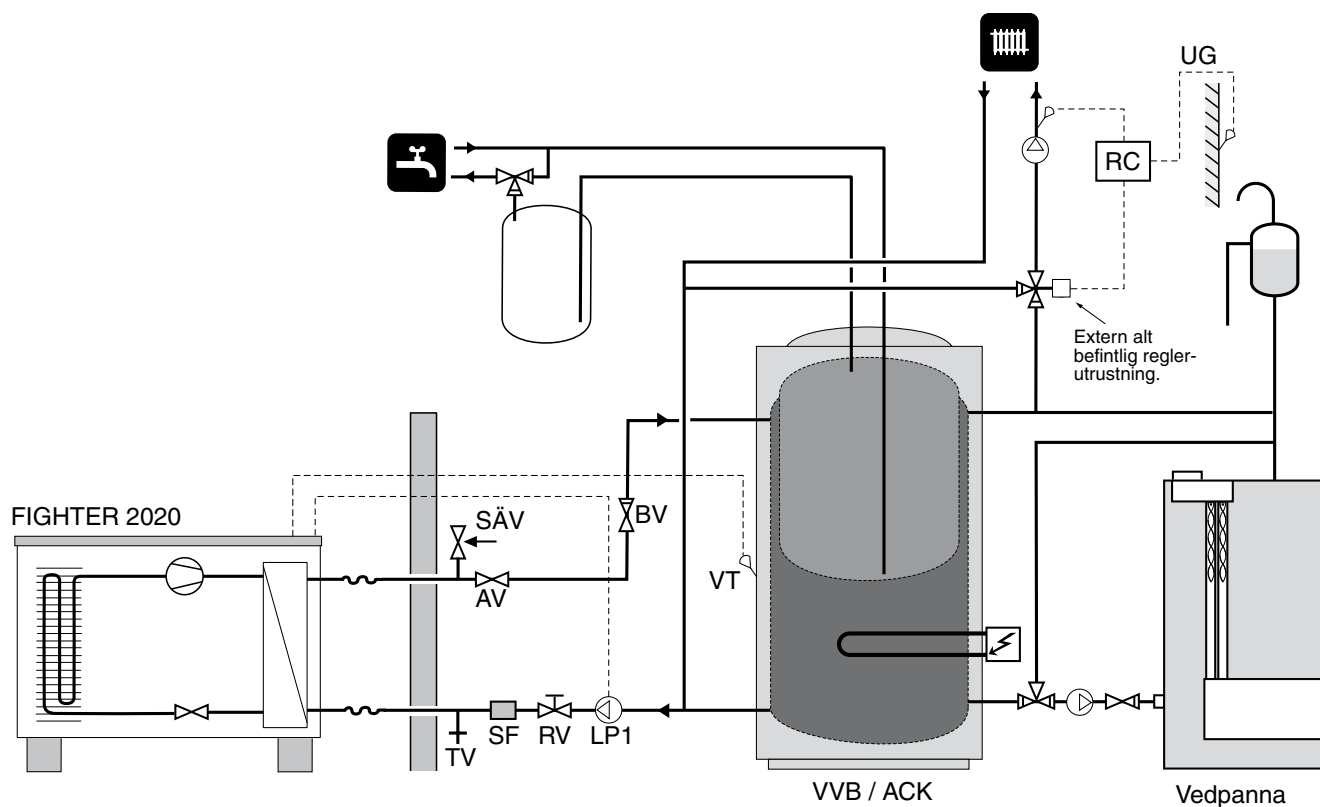 UG
RC
Extern alt
befintlig regler-
utrustning.
FIGHTER 2020
SÄV
BV
AV
VT
TV
SF
RV
LP1
VVB / ACK
Vedpanna